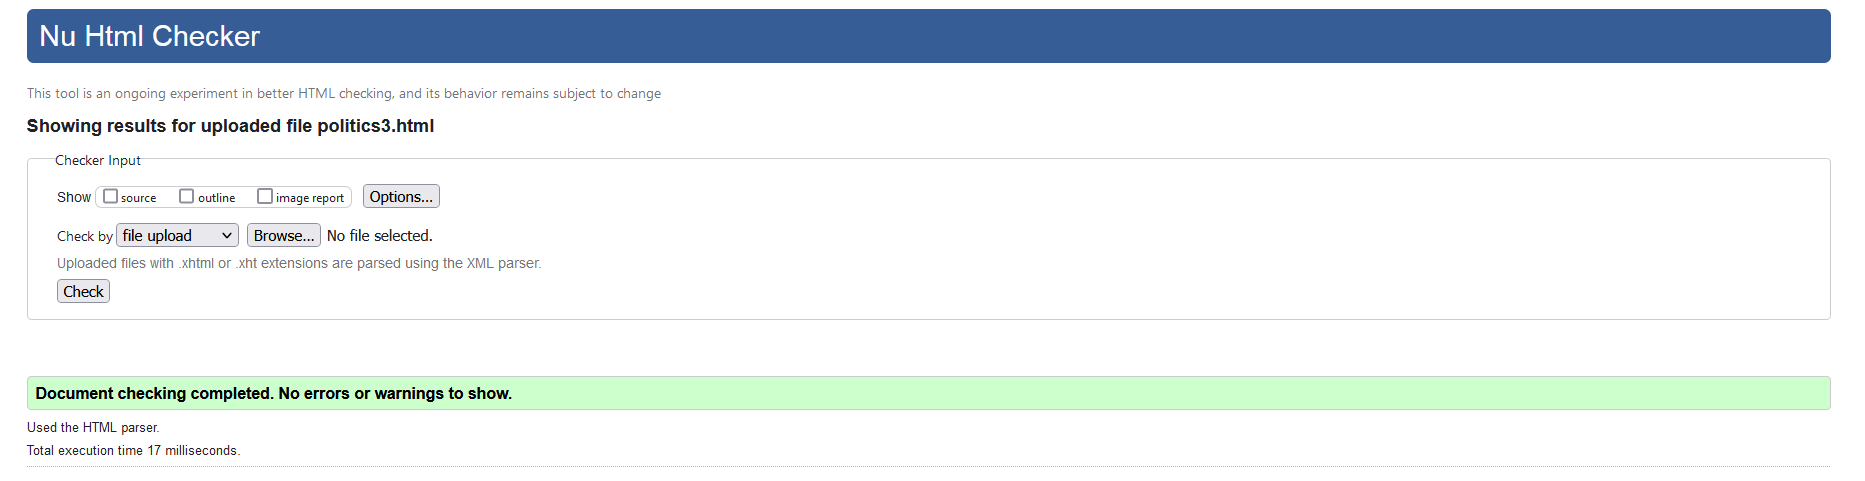 Nu Html Checker
This tool is an ongoing experiment in better HTML checking, and its behavior remains subject to change
Showing results for uploaded file politics3.html
Checker Input
Show source outline image report Options...
Check by file upload Browse... No file selected.
Uploaded files with .xhtml or .xht extensions are parsed using the XML parser.
Check
Document checking completed. No errors or warnings to show.
Used the HTML parser.
Total execution time 17 milliseconds.